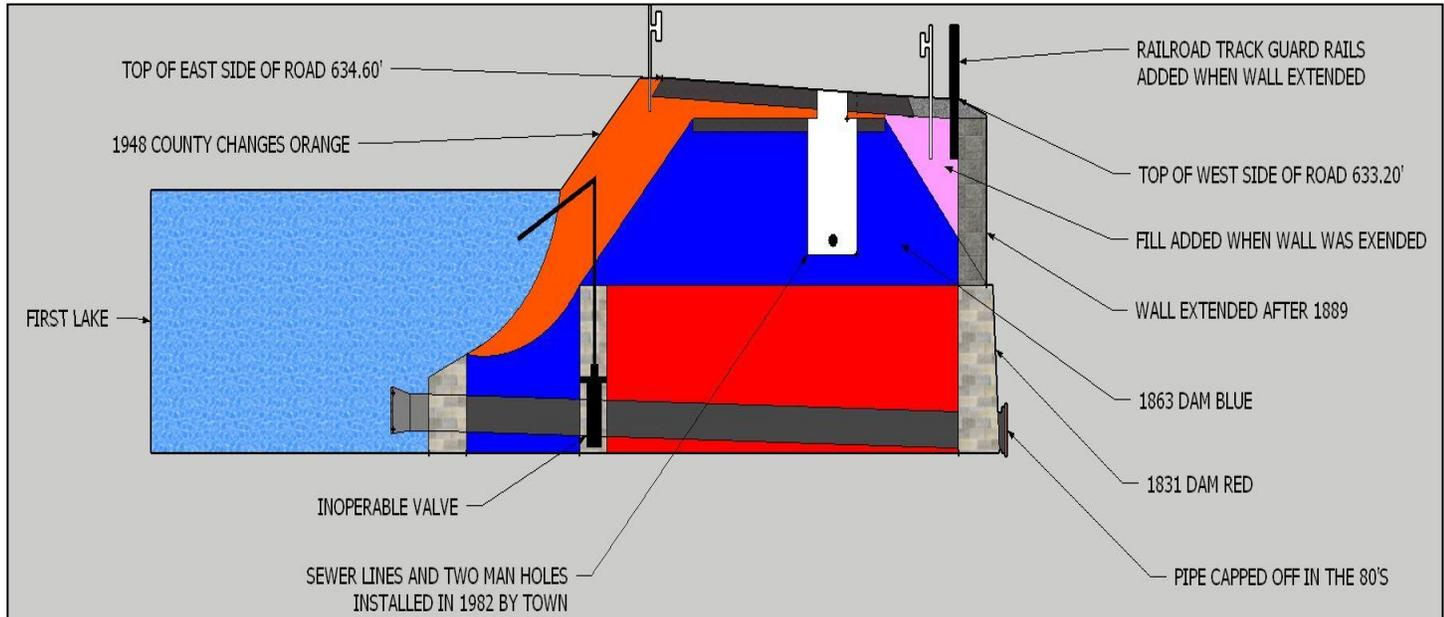 TOP OF EAST SIDE OF ROAD 634.60'
1948 COUNTY CHANGES ORANGE
FIRST LAKE
INOPERABLE VALVE
SEWER LINES AND TWO MAN HOLES
INSTALLED IN 1982 BY TOWN
RAILROAD TRACK GUARD RAILS
ADDED WHEN WALL EXTENDED
TOP OF WEST SIDE OF ROAD 633.20'
FILL ADDED WHEN WALL WAS EXENDED
WALL EXTENDED AFTER 1889
1863 DAM BLUE
1831 DAM RED
PIPE CAPPED OFF IN THE 80'S